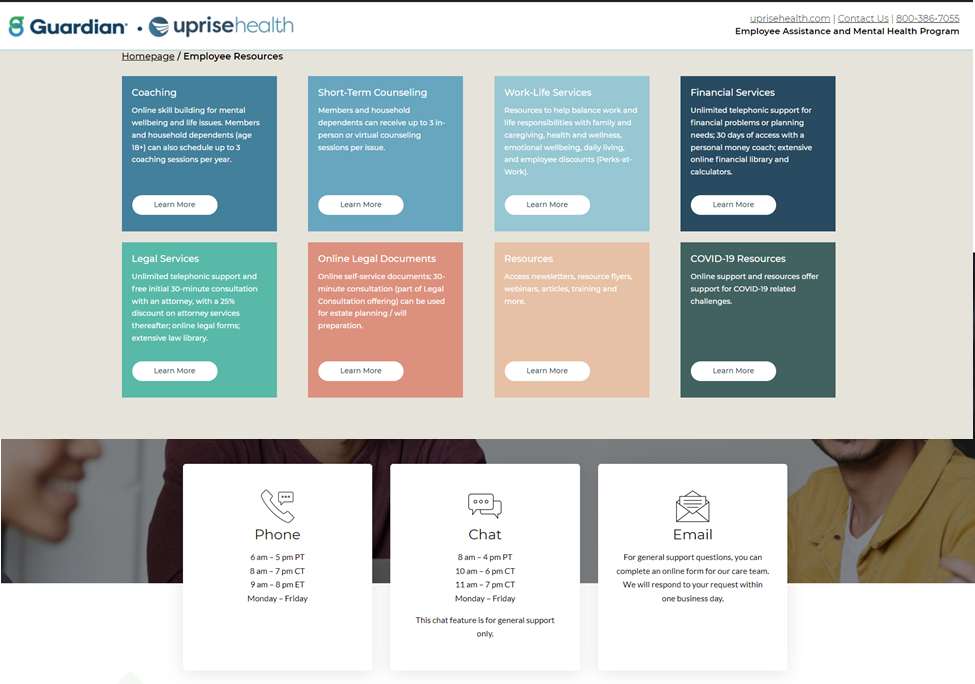 Guardian® • uprisehealth
uprisehealth.com | Contact Us | 800-386-7055
Employee Assistance and Mental Health Program
Homepage / Employee Resources
Coaching
Online skill building for mental
wellbeing and life issues. Members
and household dependents (age
18+) can also schedule up to 3
coaching sessions per year.
Learn More
Short-Term Counseling
Members and household
dependents can receive up to 3 in-
person or virtual counseling
sessions per issue.
Learn More
Work-Life Services
Resources to help balance work and
life responsibilities with family and
caregiving, health and wellness,
emotional wellbeing, daily living,
and employee discounts (Perks-at-
Work).
Learn More
Financial Services
Unlimited telephonic support for
financial problems or planning
needs; 30 days of access with a
personal money coach; extensive
online financial library and
calculators.
Learn More
Legal Services
Unlimited telephonic support and
free initial 30-minute consultation
with an attorney, with a 25%
discount on attorney services
thereafter; online legal forms;
extensive law library.
Learn More
Online Legal Documents
Online self-service documents; 30-
minute consultation (part of Legal
Consultation offering) can be used
for estate planning / will
preparation.
Learn More
Resources
Access newsletters, resource flyers,
webinars, articles, training and
more.
Learn More
COVID-19 Resources
Online support and resources offer
support for COVID-19 related
challenges.
Learn More
Phone
6 am – 5 pm PT
8 am – 7 pm CT
9 am – 8 pm ET
Monday – Friday
Chat
8 am – 4 pm PT
10 am – 6 pm CT
11 am – 7 pm CT
Monday – Friday
This chat feature is for general support
only.
Email
For general support questions, you can
complete an online form for our care team.
We will respond to your request within
one business day.